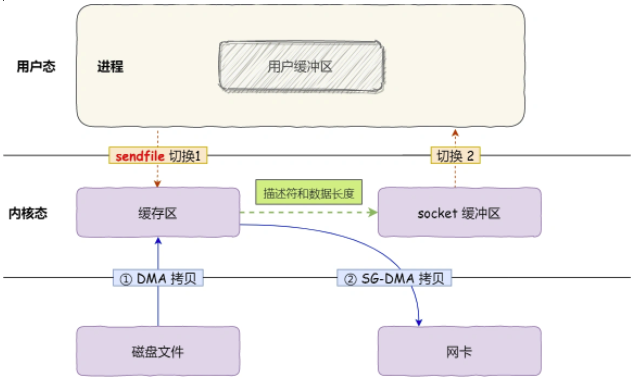 用户态
进程
用户缓冲区
sendfile 切换1
切换 2
描述符和数据长度
内核态
缓存区
socket 缓冲区
① DMA 拷贝
② SG-DMA 拷贝
磁盘文件
网卡